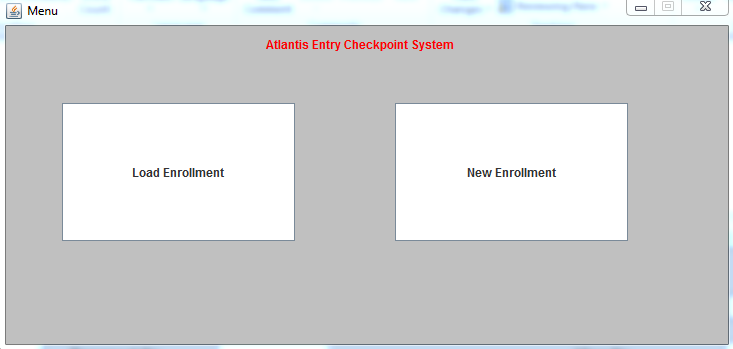 Menu
Atlantis Entry Checkpoint System
Load Enrollment
New Enrollment